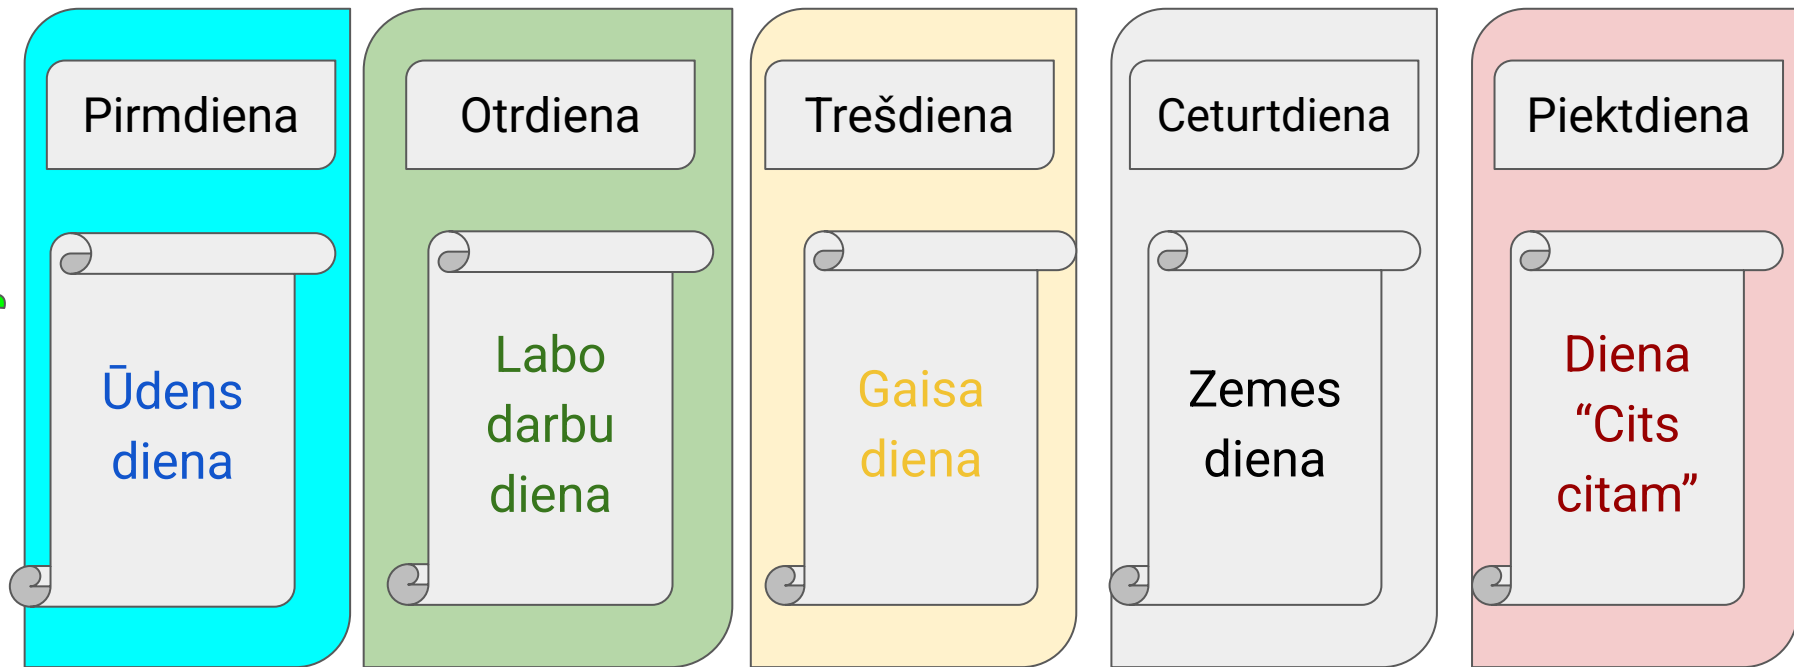 Pirmdiena
Ūdens
diena
Otrdiena
Labo
darbu
diena
Trešdiena
Gaisa
diena
Ceturtdiena
Zemes
diena
Piektdiena
Diena
“Cits
citam”